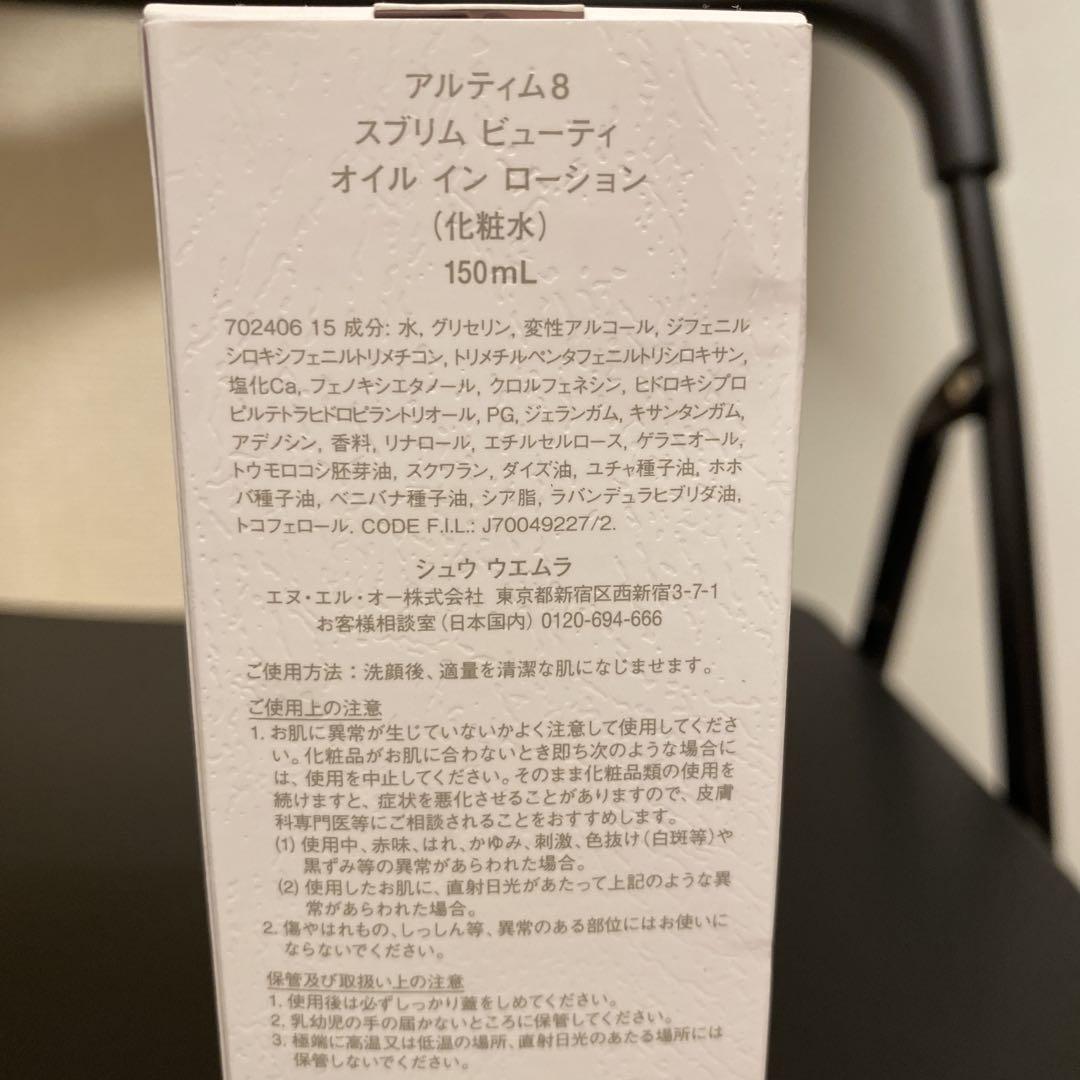 アルティム8
スブリム ビューティ
オイル イン ローション
(化粧水)
150mL
702406 15 成分: 水, グリセリン, 変性アルコール, ジフェニル
シロキシフェニルトリメチコン, トリメチルペンタフェニルトリシロキサン,
塩化Ca, フェノキシエタノール, クロルフェネシン, ヒドロキシプロ
ピルテトラヒドロピラントリオール, PG, ジェランガム, キサンタンガム,
アデノシン, 香料, リナロール, エチルセルロース, ゲラニオール,
トウモロコシ胚芽油, スクワラン, ダイズ油, ユチャ種子油, ホホ
バ種子油, ベニバナ種子油, シア脂, ラバンデュラヒブリダ油,
トコフェロール. CODE F.I.L.: J70049227/2.
シュウ ウエムラ
エヌ・エル・オー株式会社 東京都新宿区西新宿3-7-1
お客様相談室(日本国内) 0120-694-666
ご使用方法：洗顔後、適量を清潔な肌になじませます。
ご使用上の注意
1. お肌に異常が生じていないかよく注意して使用してくださ
い。化粧品がお肌に合わないとき即ち次のような場合に
は、使用を中止してください。そのまま化粧品類の使用を
続けますと、症状を悪化させることがありますので、皮膚
科専門医等にご相談されることをおすすめします。
(1) 使用中、赤味、はれ、かゆみ、刺激、色抜け(白斑等)や
黒ずみ等の異常があらわれた場合。
(2) 使用したお肌に、直射日光があたって上記のような異
常があらわれた場合。
2. 傷やはれもの、しっしん等、異常のある部位にはお使いに
ならないでください。
保管及び取扱い上の注意
1. 使用後は必ずしっかり蓋をしめてください。
2. 乳幼児の手の届かないところに保管してください。
3. 極端に高温又は低温の場所、直射日光のあたる場所には
保管しないでください。